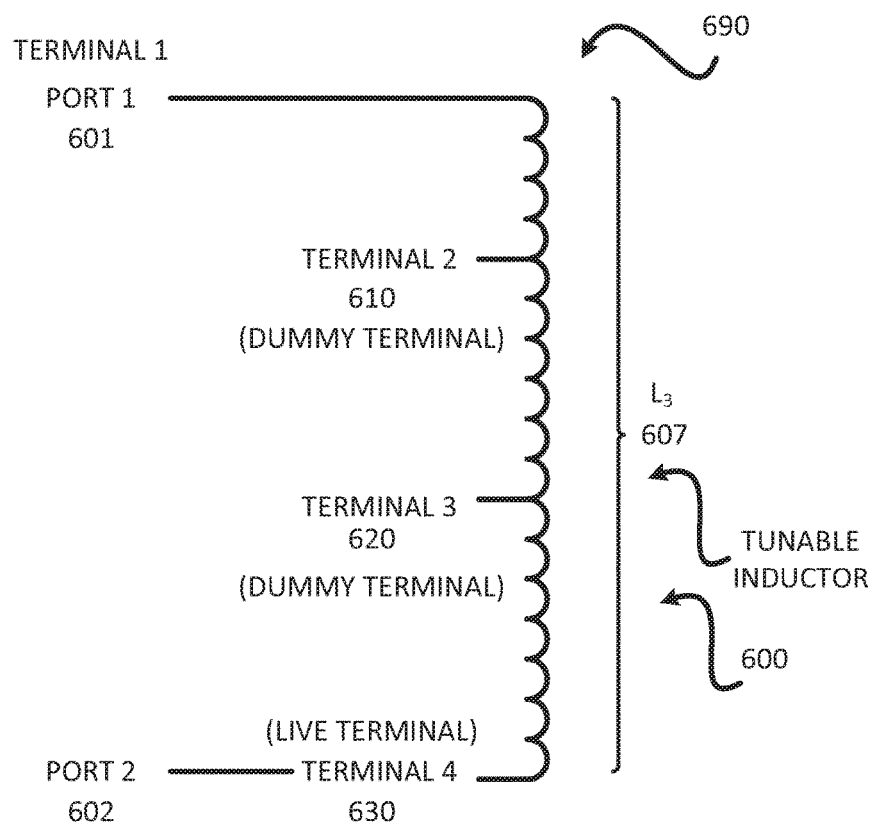 690
TERMINAL 1
PORT 1
601
TERMINAL 2
610
(DUMMY TERMINAL)
L₃
607
TERMINAL 3
620
(DUMMY TERMINAL)
TUNABLE
INDUCTOR
600
(LIVE TERMINAL)
PORT 2
602
TERMINAL 4
630